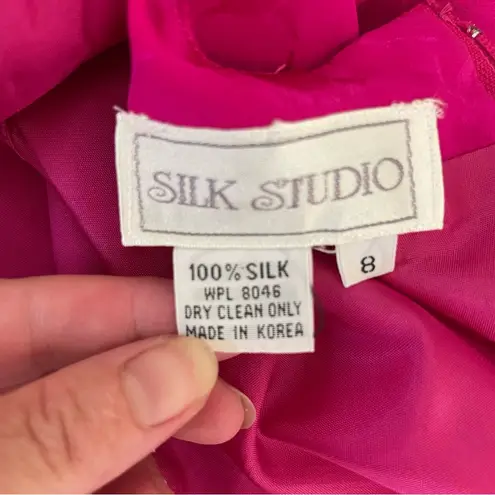 SILK STUDIO
100% SILK
WPL 8046
DRY CLEAN ONLY
MADE IN KOREA
8